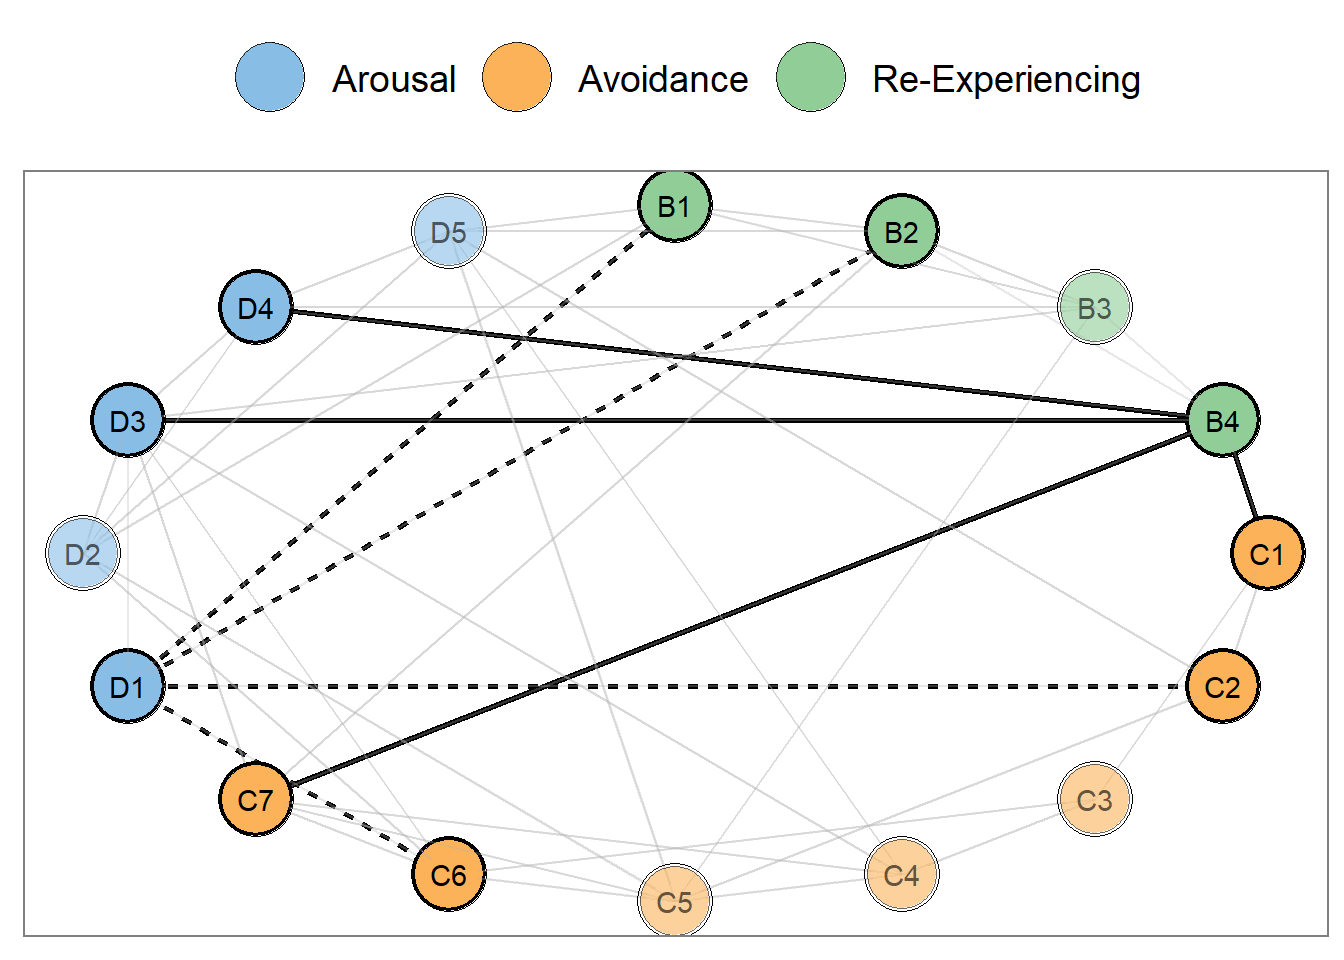 Arousal Avoidance Re-Experiencing
B1
D5 B2
D4 B3
D3 B4
D2 C1
D1 C2
C7 C3
C6 C4
C5